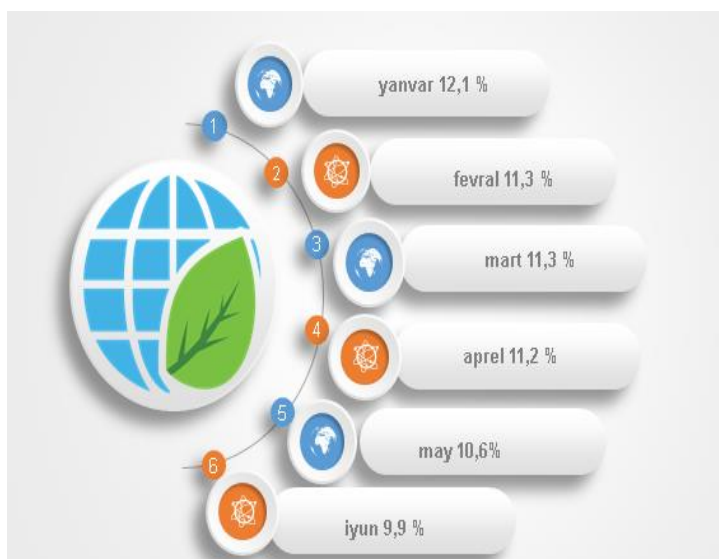 yanvar 12,1 %
1
2
fevral 11,3 %
3
mart 11,3 %
4
aprel 11,2 %
5
may 10,6%
6
iyun 9,9 %